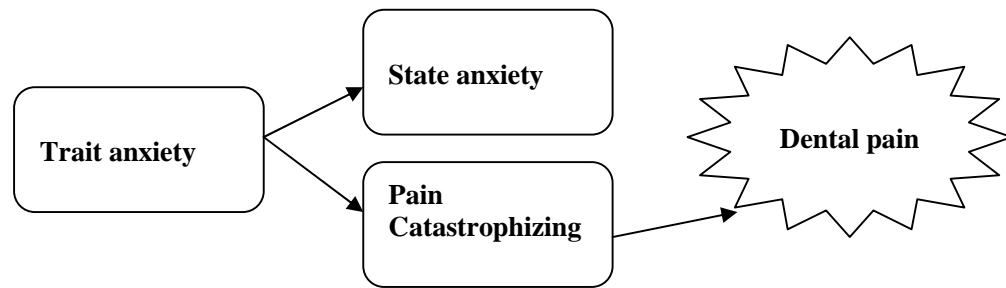 Trait anxiety
State anxiety
Pain
Catastrophizing
Dental pain